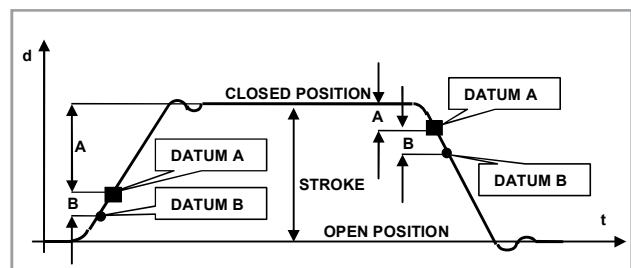 d
CLOSED POSITION
A
DATUM A
A
DATUM A
B
B
DATUM B
STROKE
DATUM B
t
OPEN POSITION